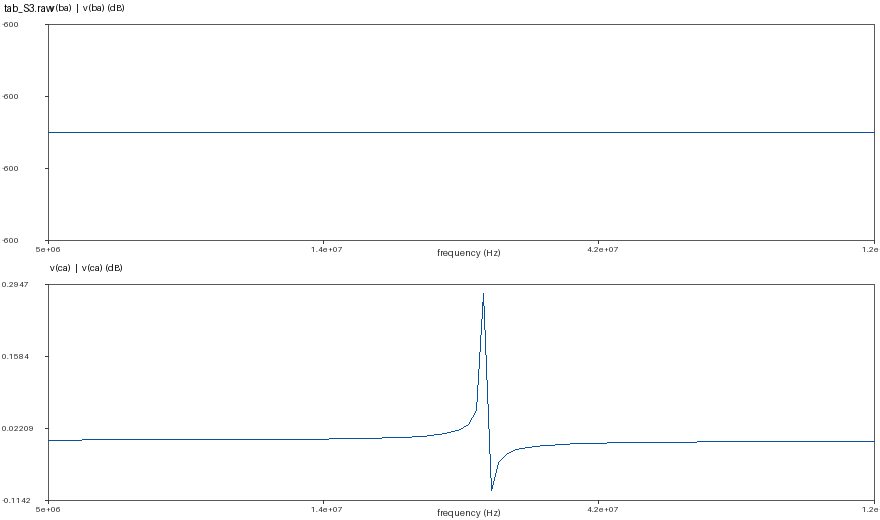 tab_S3.raw v(ba) | v(ba) (dB)
-600
-600
-600
-600
5e+06 1.4e+07 4.2e+07 1.2e
frequency (Hz)
v(ca) | v(ca) (dB)
0.2947
0.1584
0.02209
-0.1142
5e+06 1.4e+07 4.2e+07 1.2e
frequency (Hz)